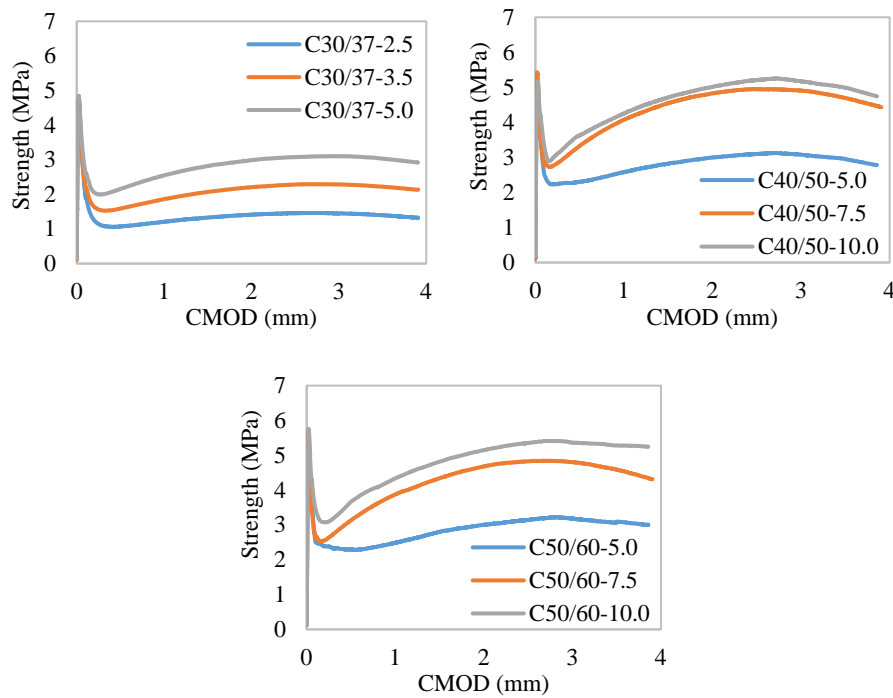 7
6
5
4
3
2
1
0
Strength (MPa)
C30/37-2.5
C30/37-3.5
C30/37-5.0
0 1 2 3 4
CMOD (mm)
7
6
5
4
3
2
1
0
Strength (MPa)
C40/50-5.0
C40/50-7.5
C40/50-10.0
0 1 2 3 4
CMOD (mm)
7
6
5
4
3
2
1
0
Strength (MPa)
C50/60-5.0
C50/60-7.5
C50/60-10.0
0 1 2 3 4
CMOD (mm)